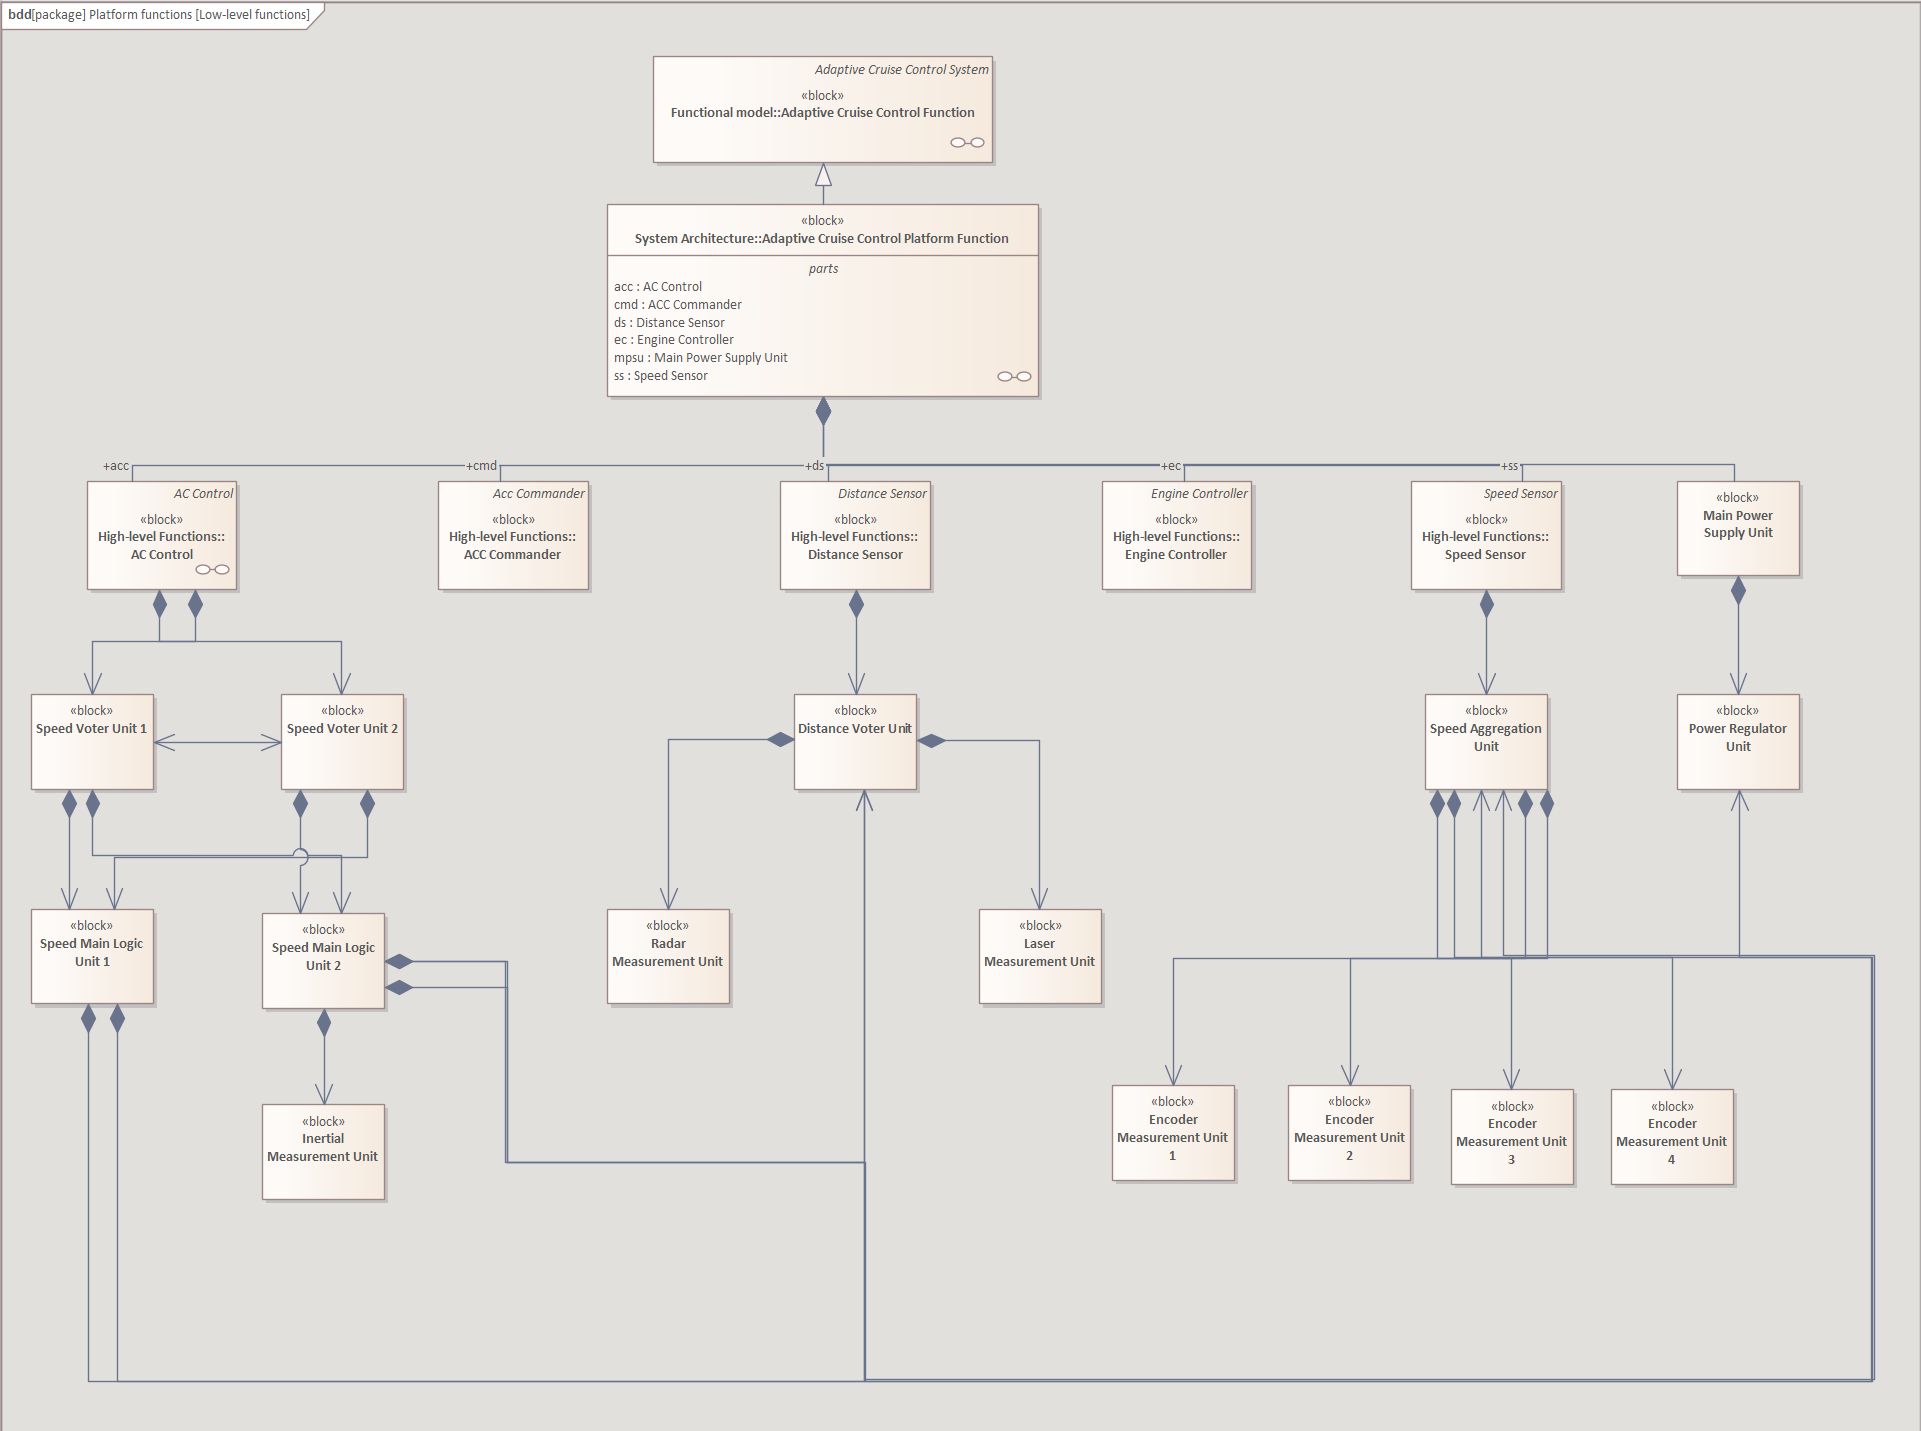 bdd[package] Platform functions [Low-level functions]
Adaptive Cruise Control System
«block»
Functional model::Adaptive Cruise Control Function
«block»
System Architecture::Adaptive Cruise Control Platform Function
parts
acc : AC Control
cmd : ACC Commander
ds : Distance Sensor
ec : Engine Controller
mpsu : Main Power Supply Unit
ss : Speed Sensor
+acc
+cmd
+ds
+ec
+ss
AC Control
«block»
High-level Functions::
AC Control
Acc Commander
«block»
High-level Functions::
ACC Commander
Distance Sensor
«block»
High-level Functions::
Distance Sensor
Engine Controller
«block»
High-level Functions::
Engine Controller
Speed Sensor
«block»
High-level Functions::
Speed Sensor
«block»
Main Power
Supply Unit
«block»
Speed Voter Unit 1
«block»
Speed Voter Unit 2
«block»
Distance Voter Unit
«block»
Speed Aggregation
Unit
«block»
Power Regulator
Unit
«block»
Speed Main Logic
Unit 1
«block»
Speed Main Logic
Unit 2
«block»
Radar
Measurement Unit
«block»
Laser
Measurement Unit
«block»
Inertial
Measurement Unit
«block»
Encoder
Measurement Unit
1
«block»
Encoder
Measurement Unit
2
«block»
Encoder
Measurement Unit
3
«block»
Encoder
Measurement Unit
4